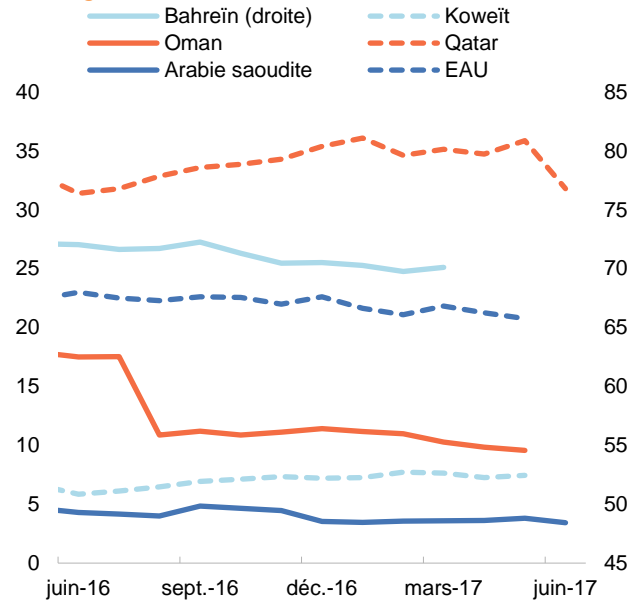 Bahreïn (droite) Koweït
Oman Qatar
Arabie saoudite EAU
40 85
35 80
30 75
25 70
20 65
15 60
10 55
5 50
0 45
juin-16 sept.-16 déc.-16 mars-17 juin-17